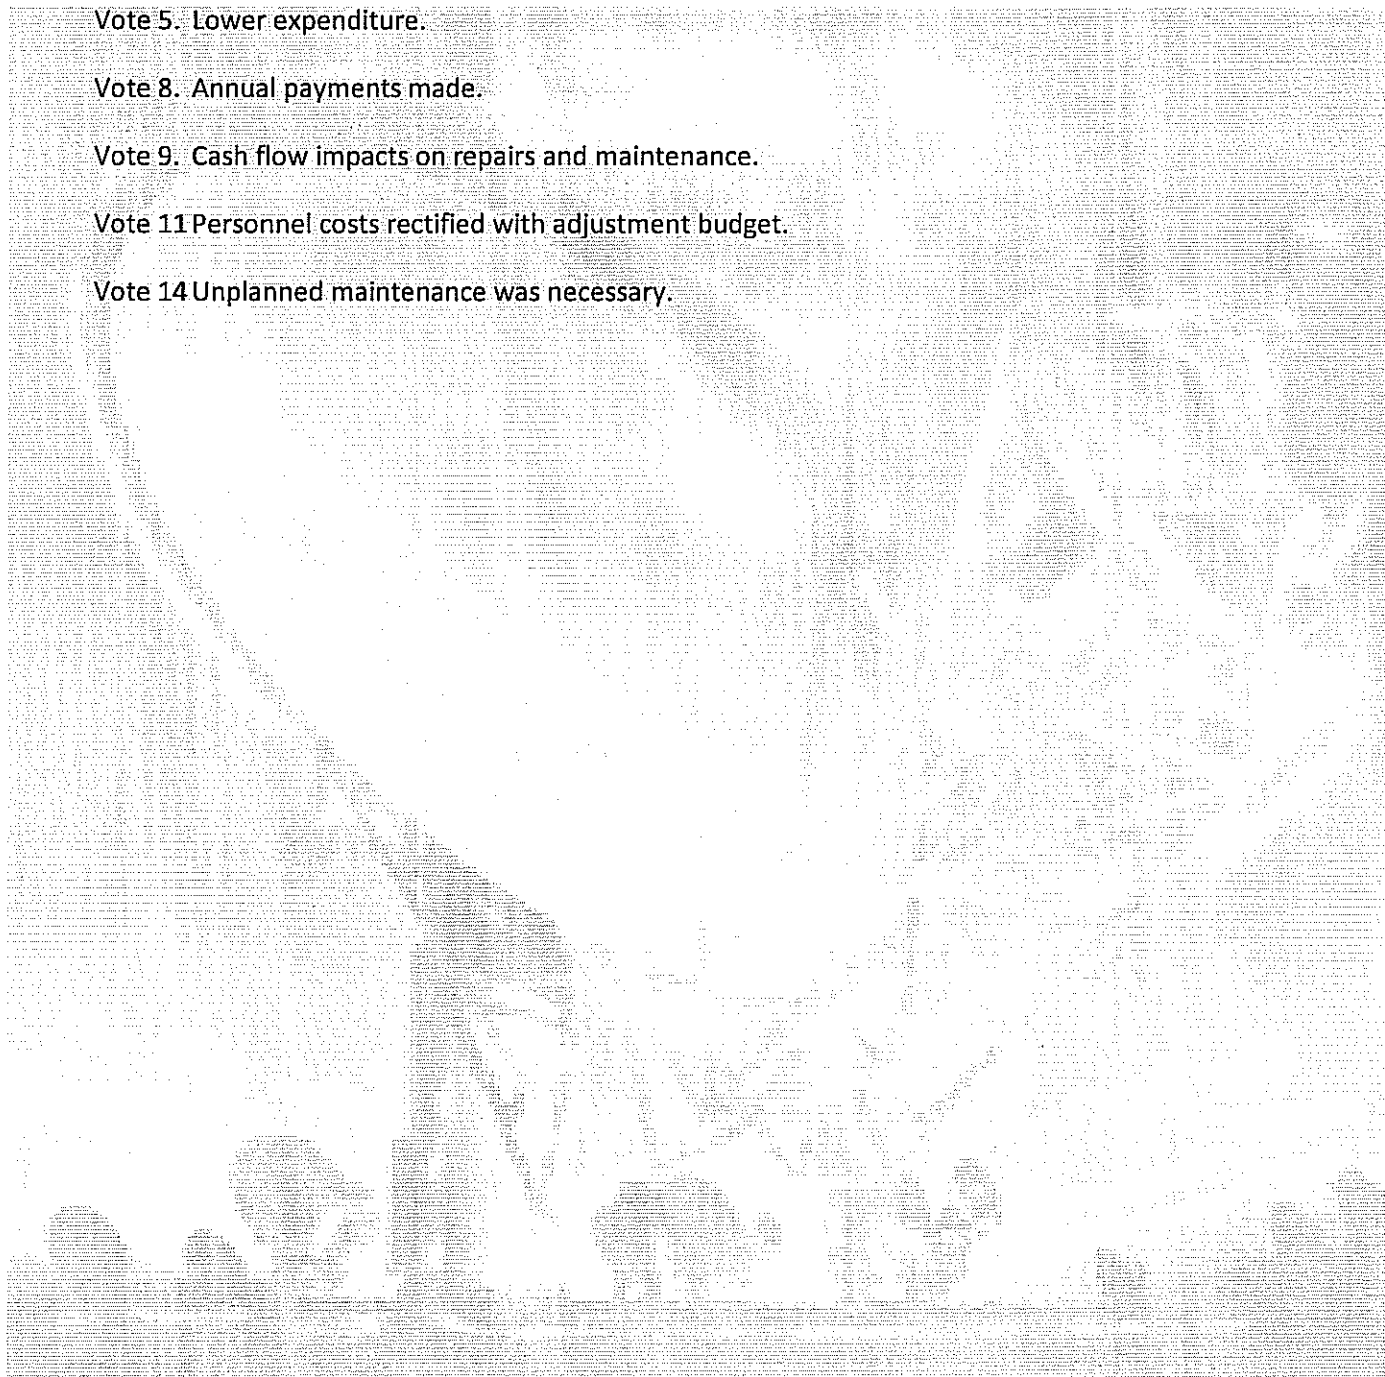 Vote 5. Lower expenditure.
Vote 8. Annual payments made.
Vote 9. Cash flow impacts on repairs and maintenance.
Vote 11 Personnel costs rectified with adjustment budget.
Vote 14 Unplanned maintenance was necessary.